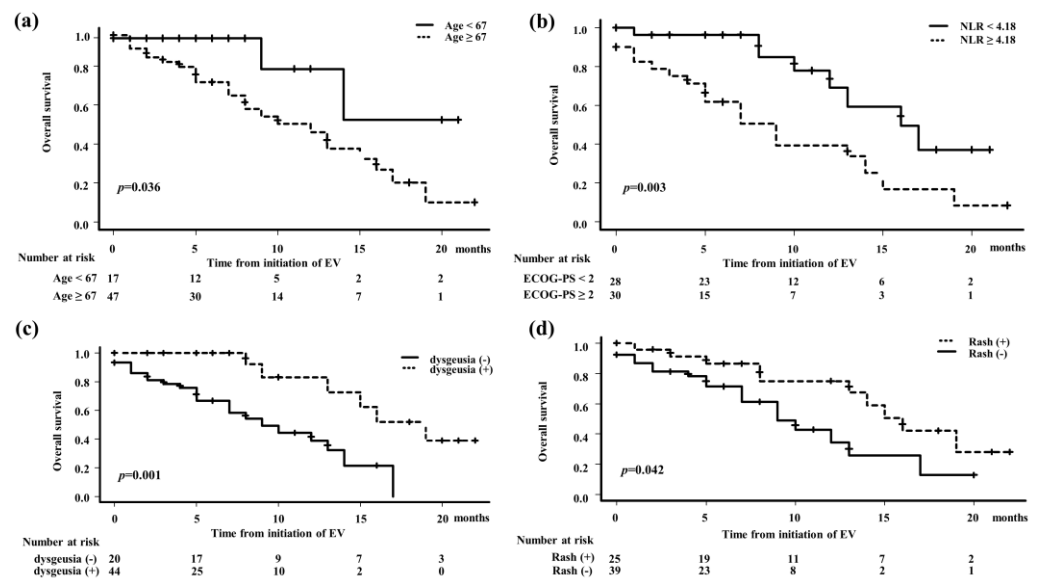 (a)
Age < 67
Age ≥ 67
Overall survival
1.0
0.8
0.6
0.4
0.2
0.0
p=0.036
0 5 10 15 20 months
Number at risk
Time from initiation of EV
Age < 67 17 12 5 2 2
Age ≥ 67 47 30 14 7 1
(b)
NLR < 4.18
NLR ≥ 4.18
Overall survival
1.0
0.8
0.6
0.4
0.2
0.0
p=0.003
0 5 10 15 20 months
Number at risk
Time from initiation of EV
ECOG-PS < 2 28 23 12 6 2
ECOG-PS ≥ 2 30 15 7 3 1
(c)
dysgeusia (-)
dysgeusia (+)
Overall survival
1.0
0.8
0.6
0.4
0.2
0.0
p=0.001
0 5 10 15 20 months
Time from initiation of EV
Number at risk
dysgeusia (-) 20 17 9 7 3
dysgeusia (+) 44 25 10 2 0
(d)
Rash (+)
Rash (-)
Overall survival
1.0
0.8
0.6
0.4
0.2
0.0
p=0.042
0 5 10 15 20 months
Time from initiation of EV
Number at risk
Rash (+) 25 19 11 7 2
Rash (-) 39 23 8 2 1